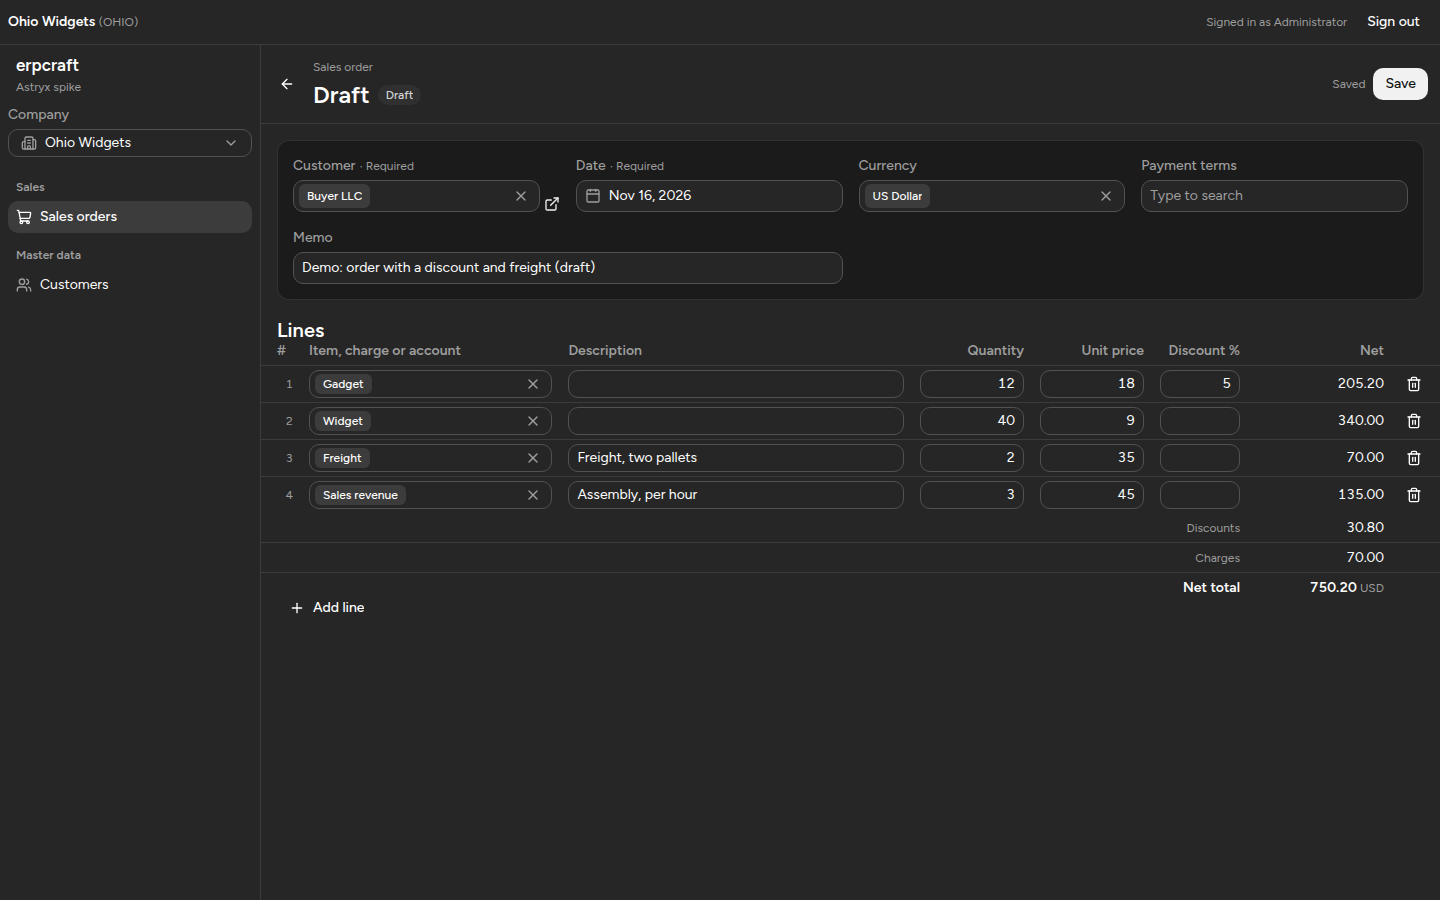 Ohio Widgets (OHIO)
Signed in as Administrator
Sign out
erpcraft
Astryx spike
Company
Ohio Widgets
Sales
Sales orders
Master data
Customers
Sales order
Draft Draft
Saved Save
Customer · Required
Buyer LLC
Date · Required
Nov 16, 2026
Currency
US Dollar
Payment terms
Type to search
Memo
Demo: order with a discount and freight (draft)
Lines
# Item, charge or account Description Quantity Unit price Discount % Net
1 Gadget 12 18 5 205.20
2 Widget 40 9 340.00
3 Freight Freight, two pallets 2 35 70.00
4 Sales revenue Assembly, per hour 3 45 135.00
Discounts 30.80
Charges 70.00
Net total 750.20 USD
Add line